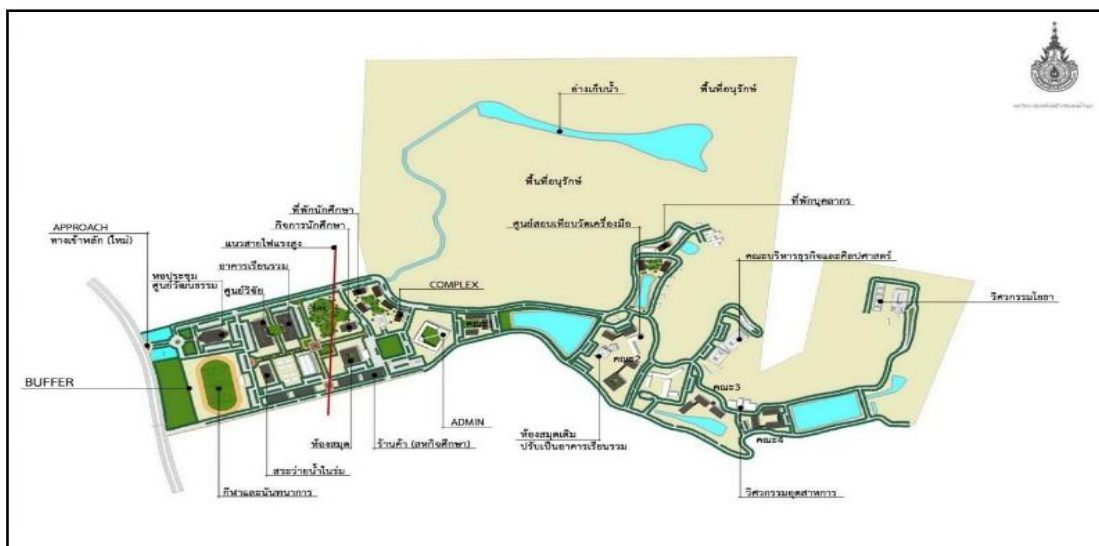 พื้นที่อนุรักษ์
อ่างเก็บน้ำ
พื้นที่อนุรักษ์
ที่พักบุคลากร
ที่พักนักศึกษา
ศูนย์สอบเทียบวัดเครื่องมือ
กิจการนักศึกษา
APPROACH
ทางเข้าหลัก (ใหม่)
แนวสายไฟแรงสูง
คณะบริหารธุรกิจและศิลปศาสตร์
อาคารเรียนรวม
หอประชุม
ศูนย์วัฒนธรรม
ศูนย์วิจัย
COMPLEX
วิศวกรรมโยธา
คณะ2
BUFFER
คณะ3
ADMIN
ห้องสมุด
ร้านค้า (สหกิจศึกษา)
ห้องสมุดเดิม
ปรับเป็นอาคารเรียนรวม
คณะ4
สระว่ายน้ำในร่ม
กีฬาและนันทนาการ
วิศวกรรมอุตสาหการ